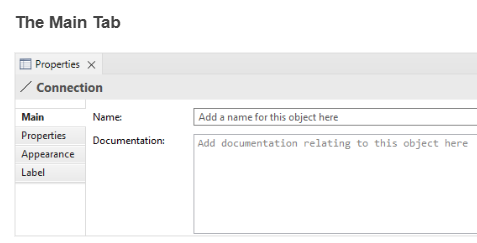 The Main Tab
Properties
Connection
Main
Name:
Add a name for this object here
Properties
Documentation:
Add documentation relating to this object here
Appearance
Label